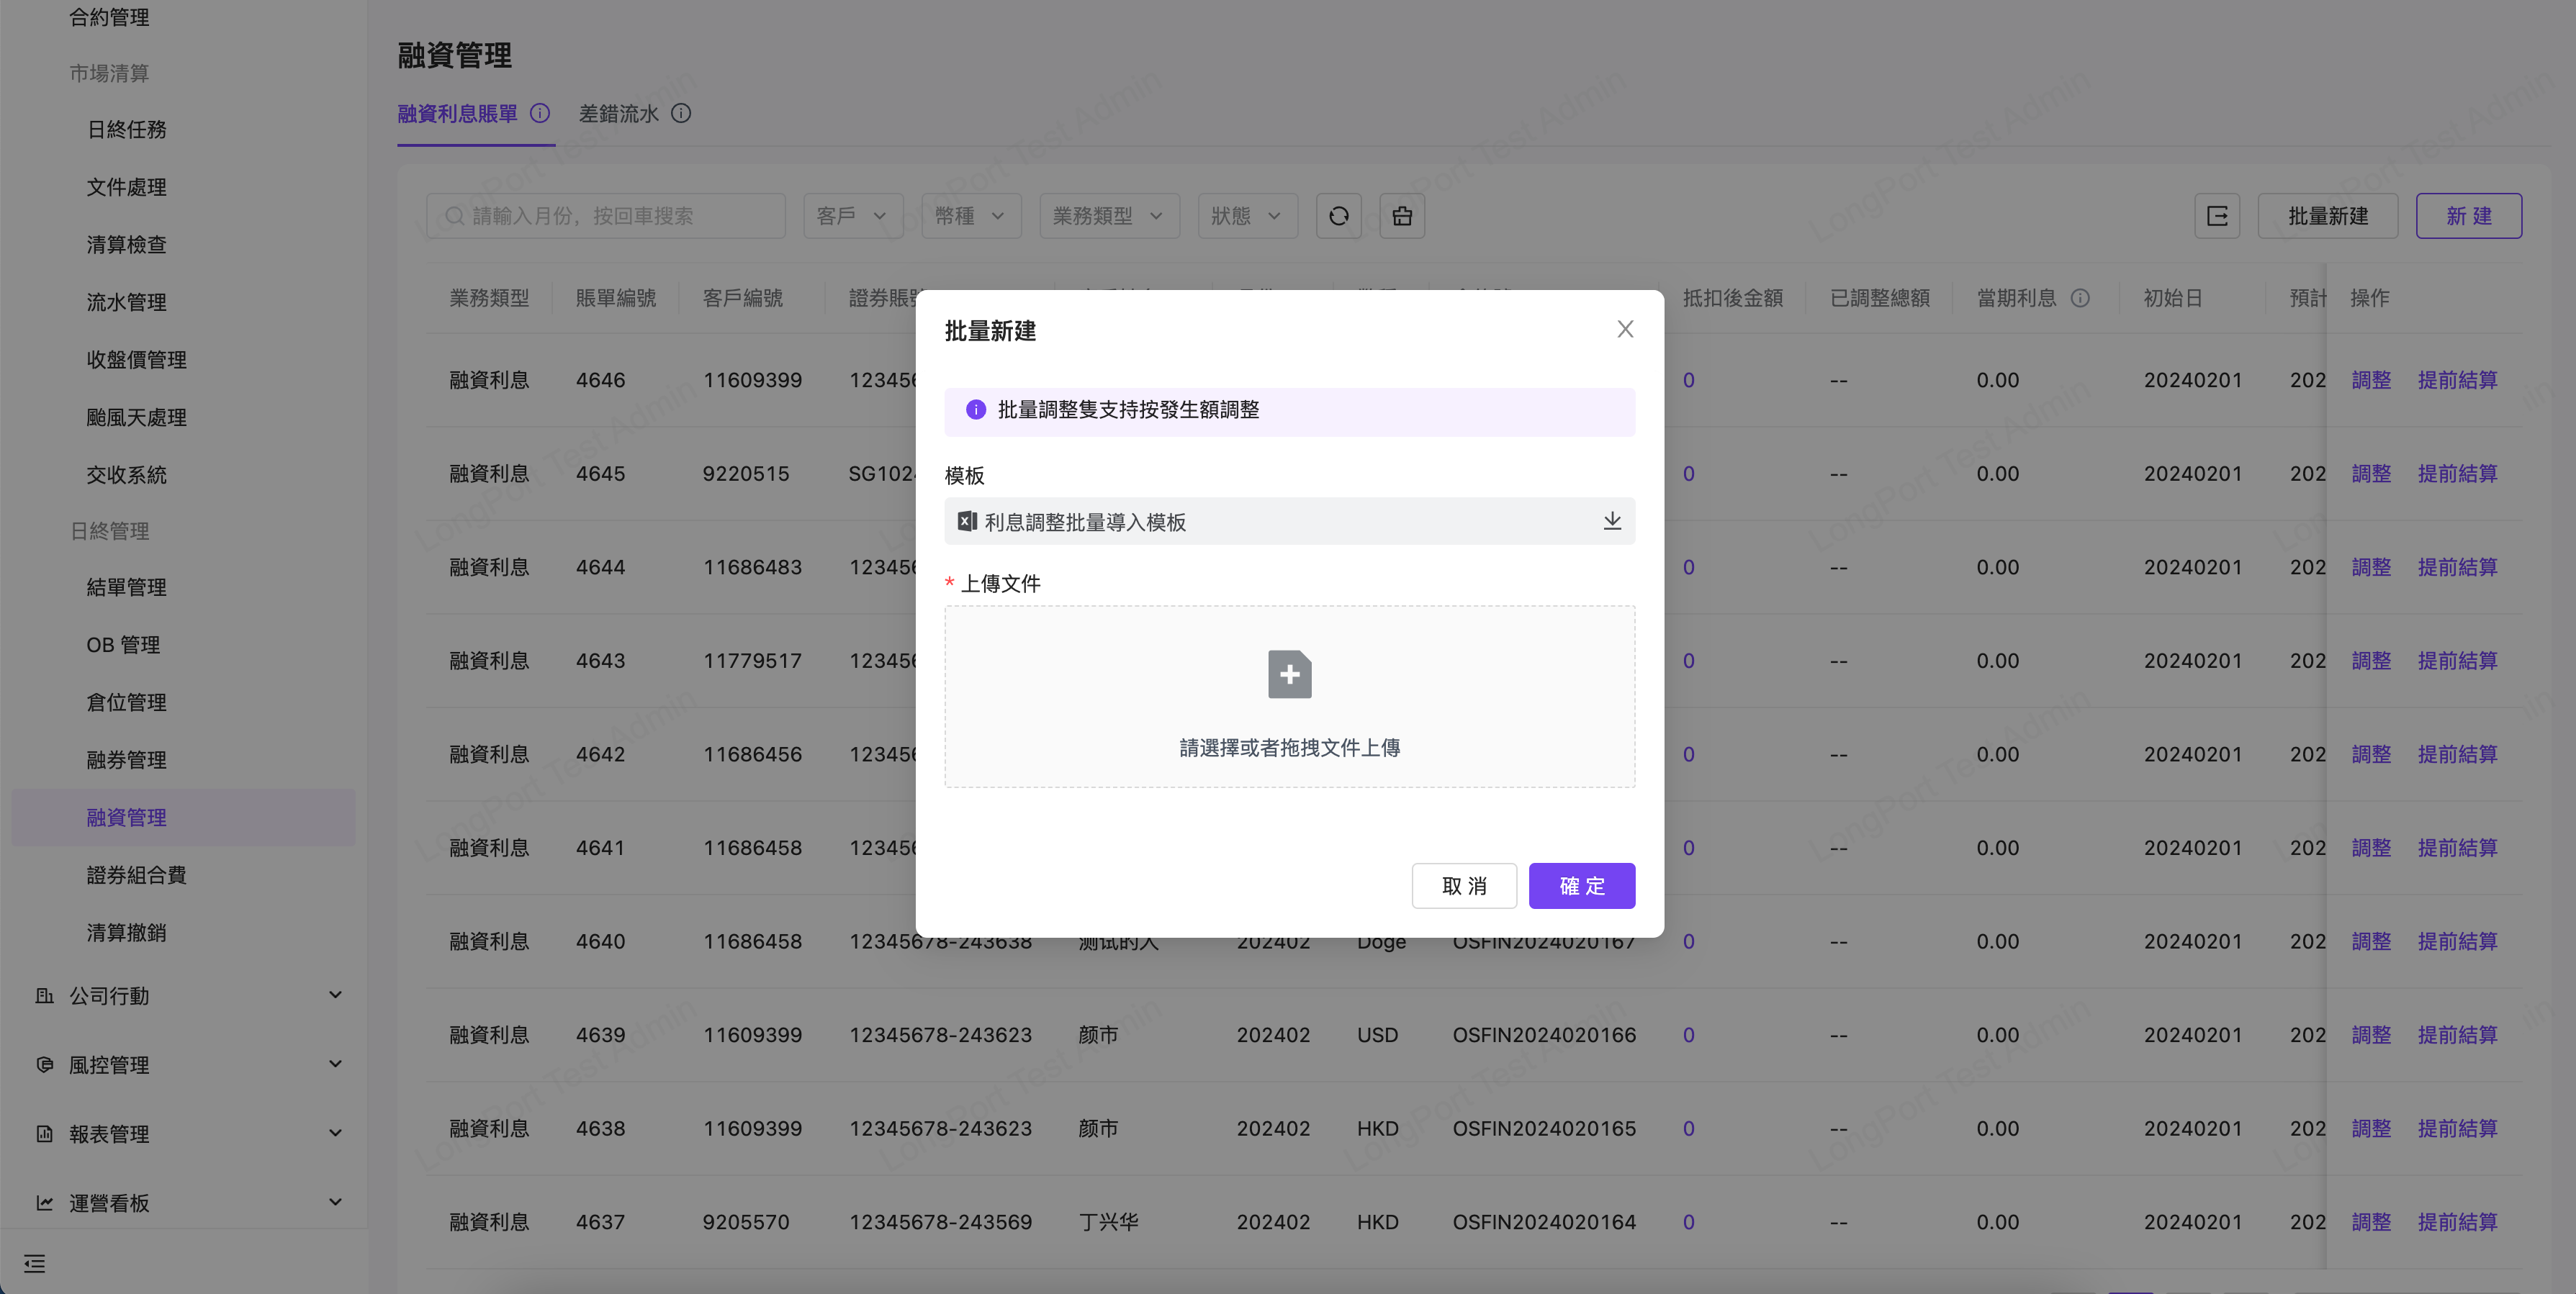 合約管理
市場清算
日終任務
文件處理
清算檢查
流水管理
收盤價管理
颱風天處理
交收系統
日終管理
結單管理
OB 管理
倉位管理
融券管理
融資管理
證券組合費
清算撤銷
公司行動
風控管理
報表管理
運營看板
融資管理
融資利息賬單 差錯流水
請輸入月份，按回車搜索 客戶 幣種 業務類型 狀態 批量新建 新 建
業務類型 賬單編號 客戶編號 證券賬號 抵扣後金額 已調整總額 當期利息 初始日 預計 操作
融資利息 4646 11609399 123456 0 -- 0.00 20240201 202 調整 提前結算
融資利息 4645 9220515 SG1024 0 -- 0.00 20240201 202 調整 提前結算
融資利息 4644 11686483 123456 0 -- 0.00 20240201 202 調整 提前結算
融資利息 4643 11779517 123456 0 -- 0.00 20240201 202 調整 提前結算
融資利息 4642 11686456 123456 0 -- 0.00 20240201 202 調整 提前結算
融資利息 4641 11686458 123456 0 -- 0.00 20240201 202 調整 提前結算
融資利息 4640 11686458 12345678-243638 测试的人 202402 Doge OSFIN2024020167 0 -- 0.00 20240201 202 調整 提前結算
融資利息 4639 11609399 12345678-243623 颜市 202402 USD OSFIN2024020166 0 -- 0.00 20240201 202 調整 提前結算
融資利息 4638 11609399 12345678-243623 颜市 202402 HKD OSFIN2024020165 0 -- 0.00 20240201 202 調整 提前結算
融資利息 4637 9205570 12345678-243569 丁兴华 202402 HKD OSFIN2024020164 0 -- 0.00 20240201 202 調整 提前結算
批量新建
批量調整隻支持按發生額調整
模板
利息調整批量導入模板
* 上傳文件
請選擇或者拖拽文件上傳
取 消 確 定
LongPort Test Admin